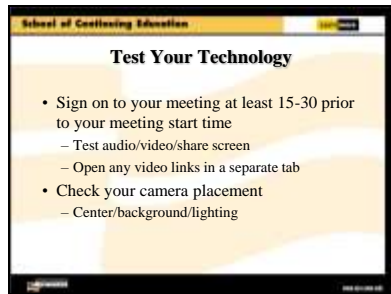 School of Continuing Education
Test Your Technology
• Sign on to your meeting at least 15-30 prior
to your meeting start time
– Test audio/video/share screen
– Open any video links in a separate tab
• Check your camera placement
– Center/background/lighting